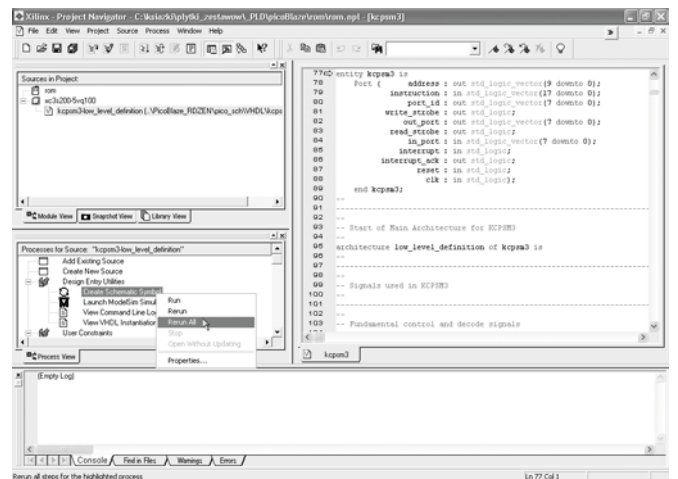 Xilinx - Project Navigator - C:\ksiazki\plytki_zestawow\_PLD\picoBlaze\rom\rom.npl - [kcpsm3]
File Edit View Project Source Process Window Help
Sources in Project:
rom
xc3s200-5vq100
kcpsm3-low_level_definition (..\PicoBlaze_RDZEN\pico_sch\VHDL\kcps
Module View Snapshot View Library View
Processes for Source: "kcpsm3-low_level_definition"
Add Existing Source
Create New Source
Design Entry Utilities
Create Schematic Symbol
Launch ModelSim Simul
View Command Line Lo
View VHDL Instantiation
User Constraints
Process View
Run
Rerun
Rerun All
Stop
Open Without Updating
Properties...
77 entity kcpsm3 is
78 Port ( address : out std_logic_vector(9 downto 0);
79 instruction : in std_logic_vector(17 downto 0);
80 port_id : out std_logic_vector(7 downto 0);
81 write_strobe : out std_logic;
82 out_port : out std_logic_vector(7 downto 0);
83 read_strobe : out std_logic;
84 in_port : in std_logic_vector(7 downto 0);
85 interrupt : in std_logic;
86 interrupt_ack : out std_logic;
87 reset : in std_logic;
88 clk : in std_logic);
89 end kcpsm3;
90 --
91 --
92 --
93 -- Start of Main Architecture for KCPSM3
94 --
95 architecture low_level_definition of kcpsm3 is
96 --
97 --
98 --
99 -- Signals used in KCPSM3
100 --
101 --
102 --
103 -- Fundamental control and decode signals
kcpsm3
(Empty Log)
Console Find in Files Warnings Errors
Rerun all steps for the highlighted process
Ln 77 Col 1